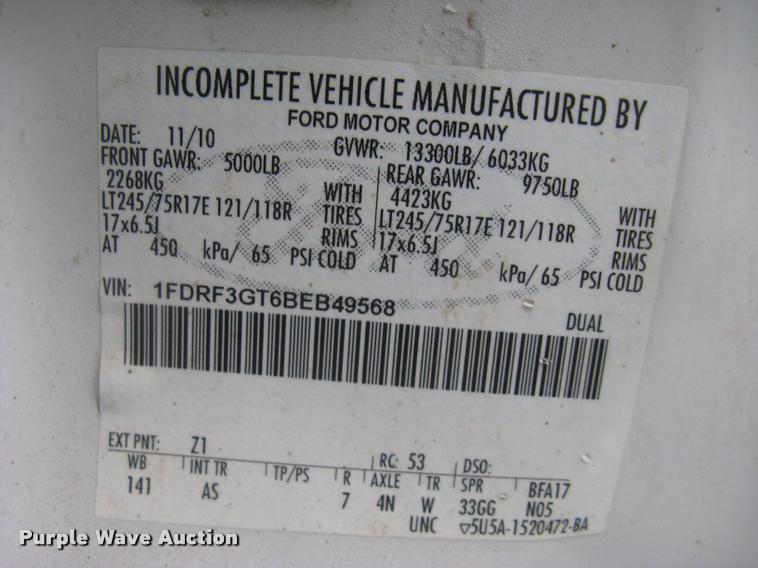 INCOMPLETE VEHICLE MANUFACTURED BY
FORD MOTOR COMPANY
DATE: 11/10 GVWR: 13300LB/ 6033KG
FRONT GAWR: 5000LB REAR GAWR: 9750LB
2268KG WITH 4423KG WITH
LT245/75R17E 121/118R TIRES LT245/75R17E 121/118R TIRES
17x6.5J RIMS 17x6.5J RIMS
AT 450 kPa/ 65 PSI COLD AT 450 kPa/ 65 PSI COLD
VIN: 1FDRF3GT6BEB49568 DUAL
EXT PNT: Z1 RC: 53 DSO:
WB INT TR TP/PS R AXLE TR SPR BFA17
141 AS 7 4N W 33GG N05
UNC ▽5U5A-1520472-BA
Purple Wave Auction